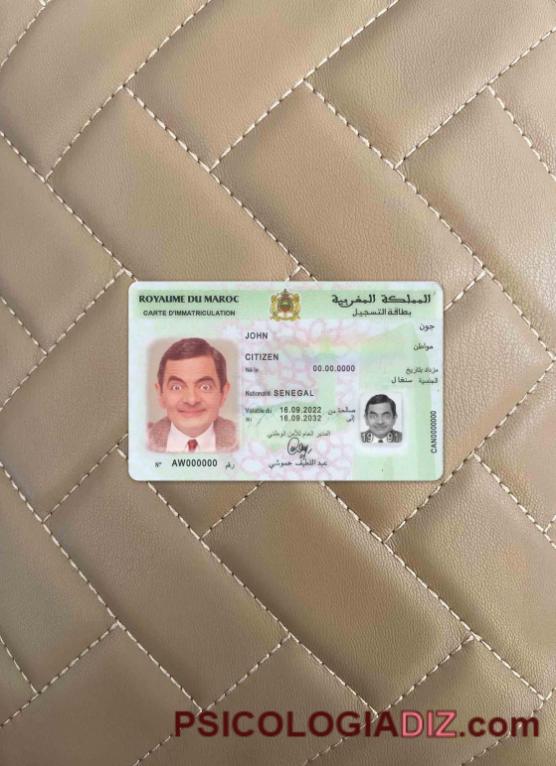 ROYAUME DU MAROC
المملكة المغربية
CARTE D'IMMATRICULATION
بطاقة التسجيل
JOHN
جون
CITIZEN
مواطن
Né le 00.00.0000 مزداد بتاريخ
Nationalité SENEGAL سنغال الجنسية
Valable du 16.09.2022 صالحة من
au 16.09.2032 إلى
المدير العام للأمن الوطني
عبد اللطيف حموشي
N° AW000000 رقم
1991
CAN0000000
PSICOLOGIADIZ.com